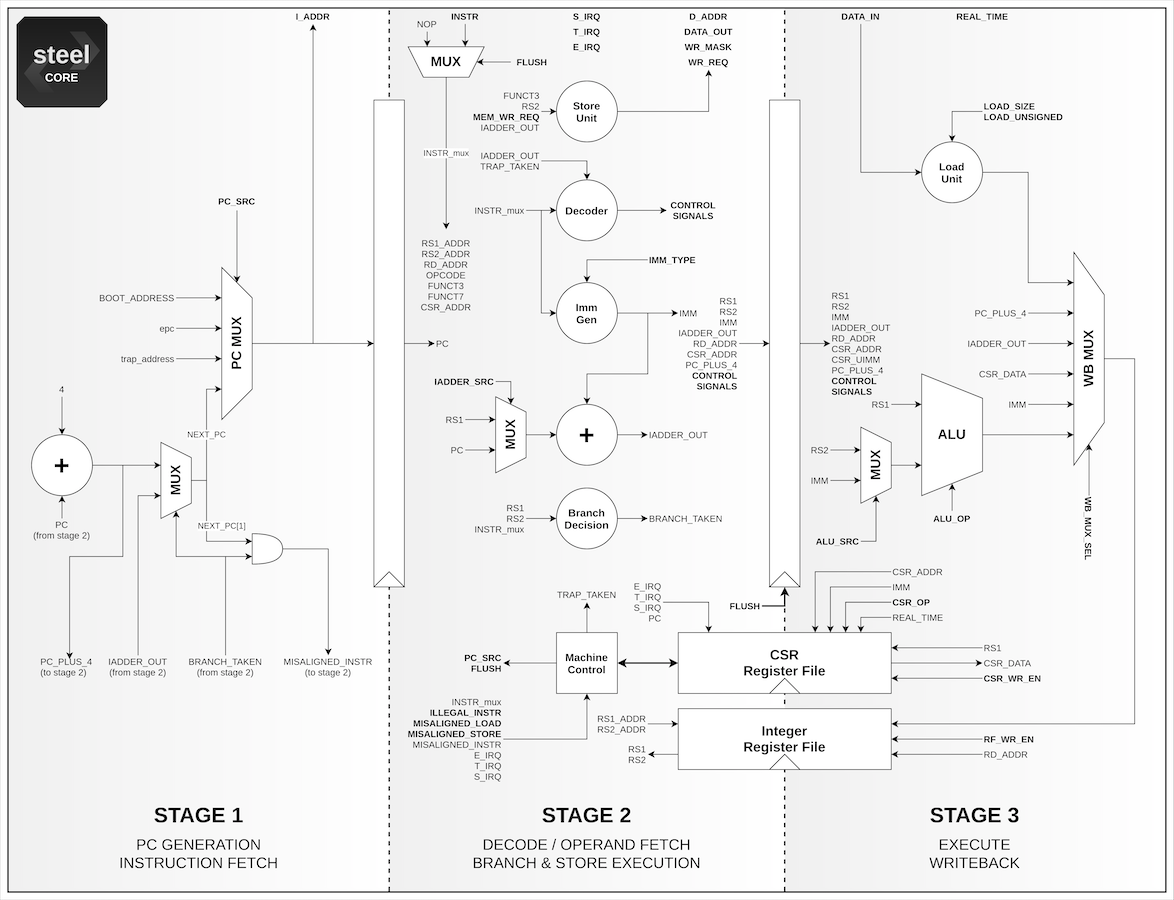 steel
CORE
I_ADDR
PC_SRC
BOOT_ADDRESS
epc
trap_address
PC MUX
4
+
PC
(from stage 2)
MUX
NEXT_PC
NEXT_PC[1]
PC_PLUS_4
(to stage 2)
IADDER_OUT
(from stage 2)
BRANCH_TAKEN
(from stage 2)
MISALIGNED_INSTR
(to stage 2)
STAGE 1
PC GENERATION
INSTRUCTION FETCH
NOP
INSTR
MUX
FLUSH
S_IRQ
T_IRQ
E_IRQ
D_ADDR
DATA_OUT
WR_MASK
WR_REQ
FUNCT3
RS2
MEM_WR_REQ
IADDER_OUT
Store
Unit
INSTR_mux
IADDER_OUT
TRAP_TAKEN
INSTR_mux
Decoder
CONTROL
SIGNALS
RS1_ADDR
RS2_ADDR
RD_ADDR
OPCODE
FUNCT3
FUNCT7
CSR_ADDR
IMM_TYPE
Imm
Gen
IMM
PC
RS1
RS2
IMM
IADDER_OUT
RD_ADDR
CSR_ADDR
PC_PLUS_4
CONTROL
SIGNALS
IADDER_SRC
RS1
PC
MUX
+
IADDER_OUT
RS1
RS2
INSTR_mux
Branch
Decision
BRANCH_TAKEN
TRAP_TAKEN
E_IRQ
T_IRQ
S_IRQ
PC
FLUSH
PC_SRC
FLUSH
Machine
Control
CSR
Register File
INSTR_mux
ILLEGAL_INSTR
MISALIGNED_LOAD
MISALIGNED_STORE
MISALIGNED_INSTR
E_IRQ
T_IRQ
S_IRQ
RS1_ADDR
RS2_ADDR
RS1
RS2
Integer
Register File
STAGE 2
DECODE / OPERAND FETCH
BRANCH & STORE EXECUTION
DATA_IN
REAL_TIME
LOAD_SIZE
LOAD_UNSIGNED
Load
Unit
RS1
RS2
IMM
IADDER_OUT
RD_ADDR
CSR_ADDR
CSR_UIMM
PC_PLUS_4
CONTROL
SIGNALS
PC_PLUS_4
IADDER_OUT
CSR_DATA
IMM
WB MUX
RS1
RS2
IMM
MUX
ALU
ALU_SRC
ALU_OP
WB_MUX_SEL
CSR_ADDR
IMM
CSR_OP
REAL_TIME
RS1
CSR_DATA
CSR_WR_EN
RF_WR_EN
RD_ADDR
STAGE 3
EXECUTE
WRITEBACK